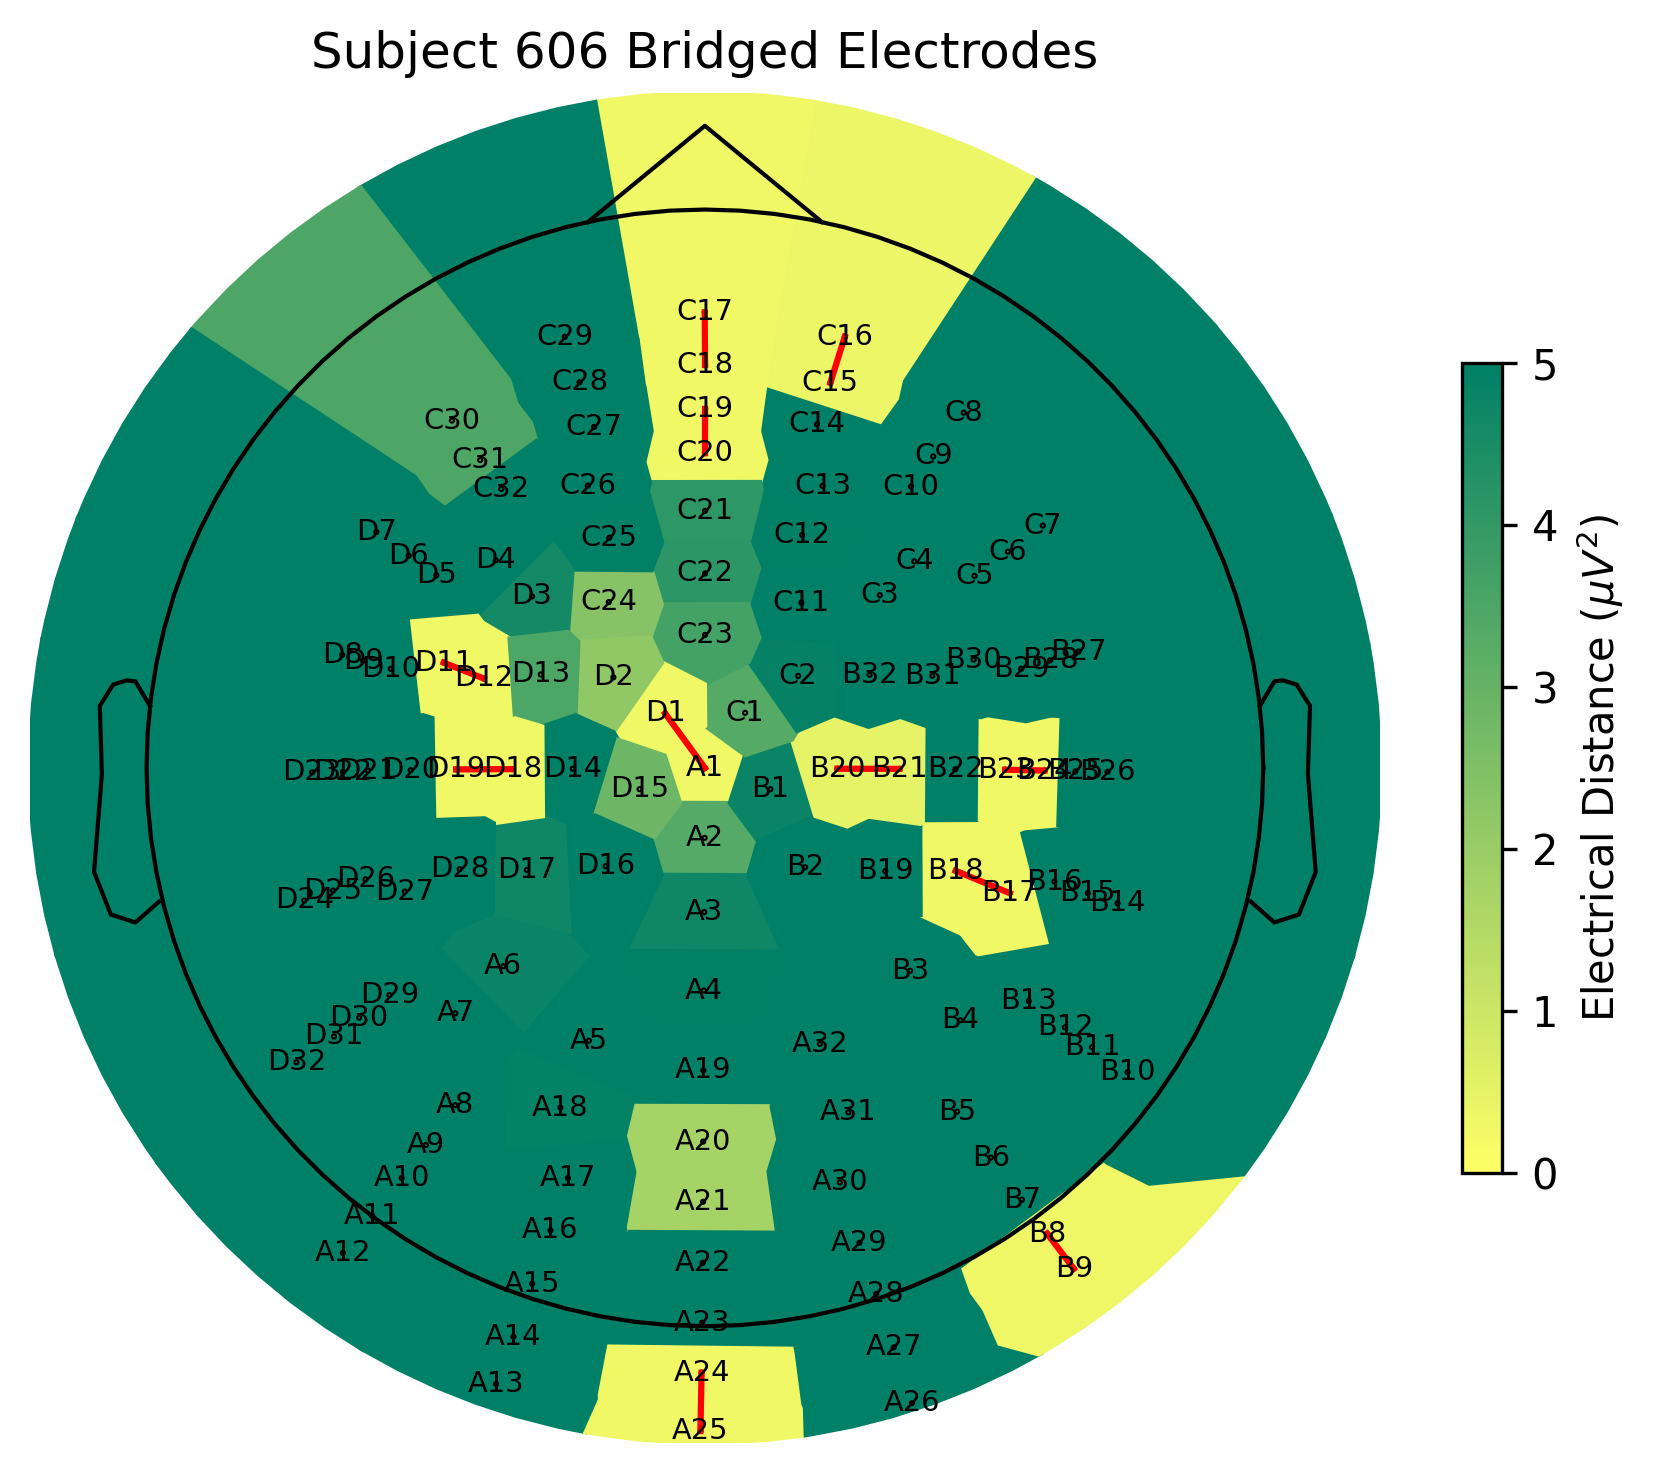 Subject 606 Bridged Electrodes
C17
C29 C16
C18
C28 C15
C19 C8
C30 C27 C14
C20 C9
C31
C32 C26 C13 C10
C21
D7 C25 C12 C7
D6 D4 C4 C6
D5 C22 C5
D3 C24 C11 C3
C23
D8 D9 D10 D11 D12 D13 D2 C2 B32 B31 B30 B29 B28 B27
D1 C1
D23 D22 D21 D20 D19 D18 D14 A1 B20 B21 B22 B23 B24 B25 B26
D15 B1
A2
D24 D25 D26 D27 D28 D17 D16 B2 B19 B18 B17 B16 B15 B14
A3
A6 B3
D29 A4 B13
D30 A7 B4 B12
D31 A5 A32 B11
D32 A19 B10
A8 A18 A31 B5
A9 A20 B6
A10 A17 A30
A21 B7
A11 A16 B8
A12 A29
A22 B9
A15 A28
A23
A14 A27
A24
A13 A26
A25
5
4
3
2
1
0
Electrical Distance (μV²)